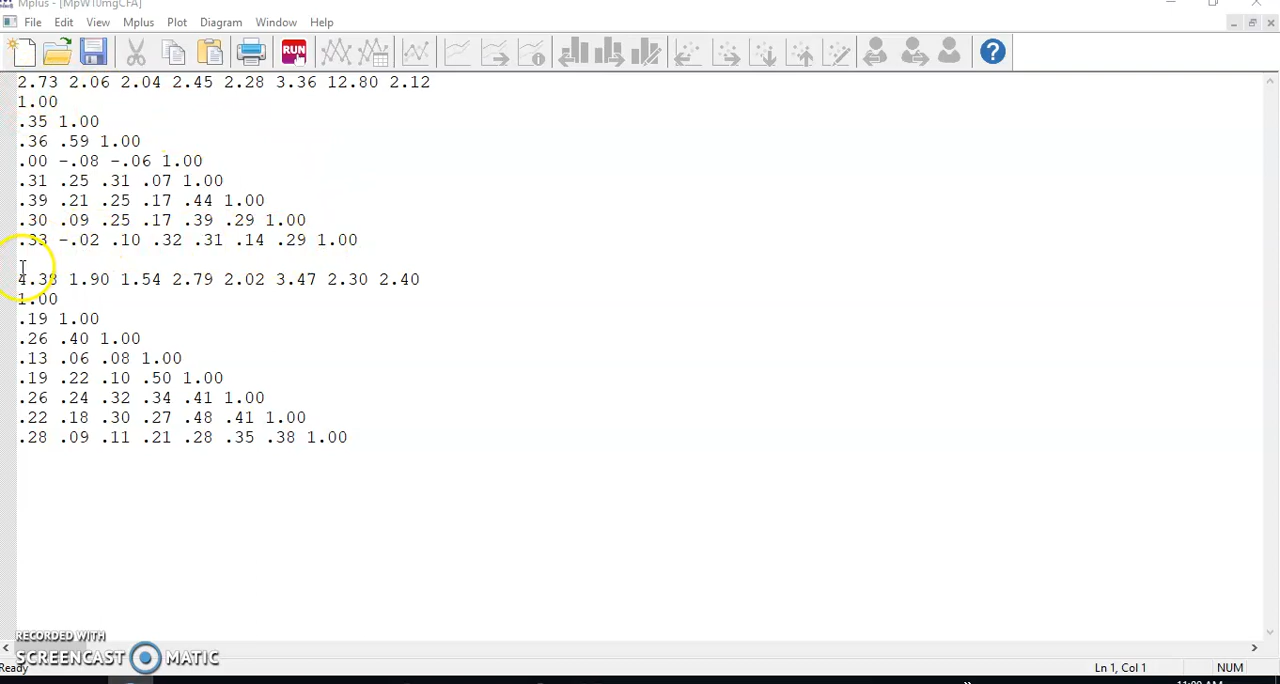 Mplus - [MpW10mgCFA]
File Edit View Mplus Plot Diagram Window Help
RUN
2.73 2.06 2.04 2.45 2.28 3.36 12.80 2.12
1.00
.35 1.00
.36 .59 1.00
.00 -.08 -.06 1.00
.31 .25 .31 .07 1.00
.39 .21 .25 .17 .44 1.00
.30 .09 .25 .17 .39 .29 1.00
.33 -.02 .10 .32 .31 .14 .29 1.00
4.38 1.90 1.54 2.79 2.02 3.47 2.30 2.40
1.00
.19 1.00
.26 .40 1.00
.13 .06 .08 1.00
.19 .22 .10 .50 1.00
.26 .24 .32 .34 .41 1.00
.22 .18 .30 .27 .48 .41 1.00
.28 .09 .11 .21 .28 .35 .38 1.00
RECORDED WITH
SCREENCAST MATIC
Ready Ln 1, Col 1 NUM